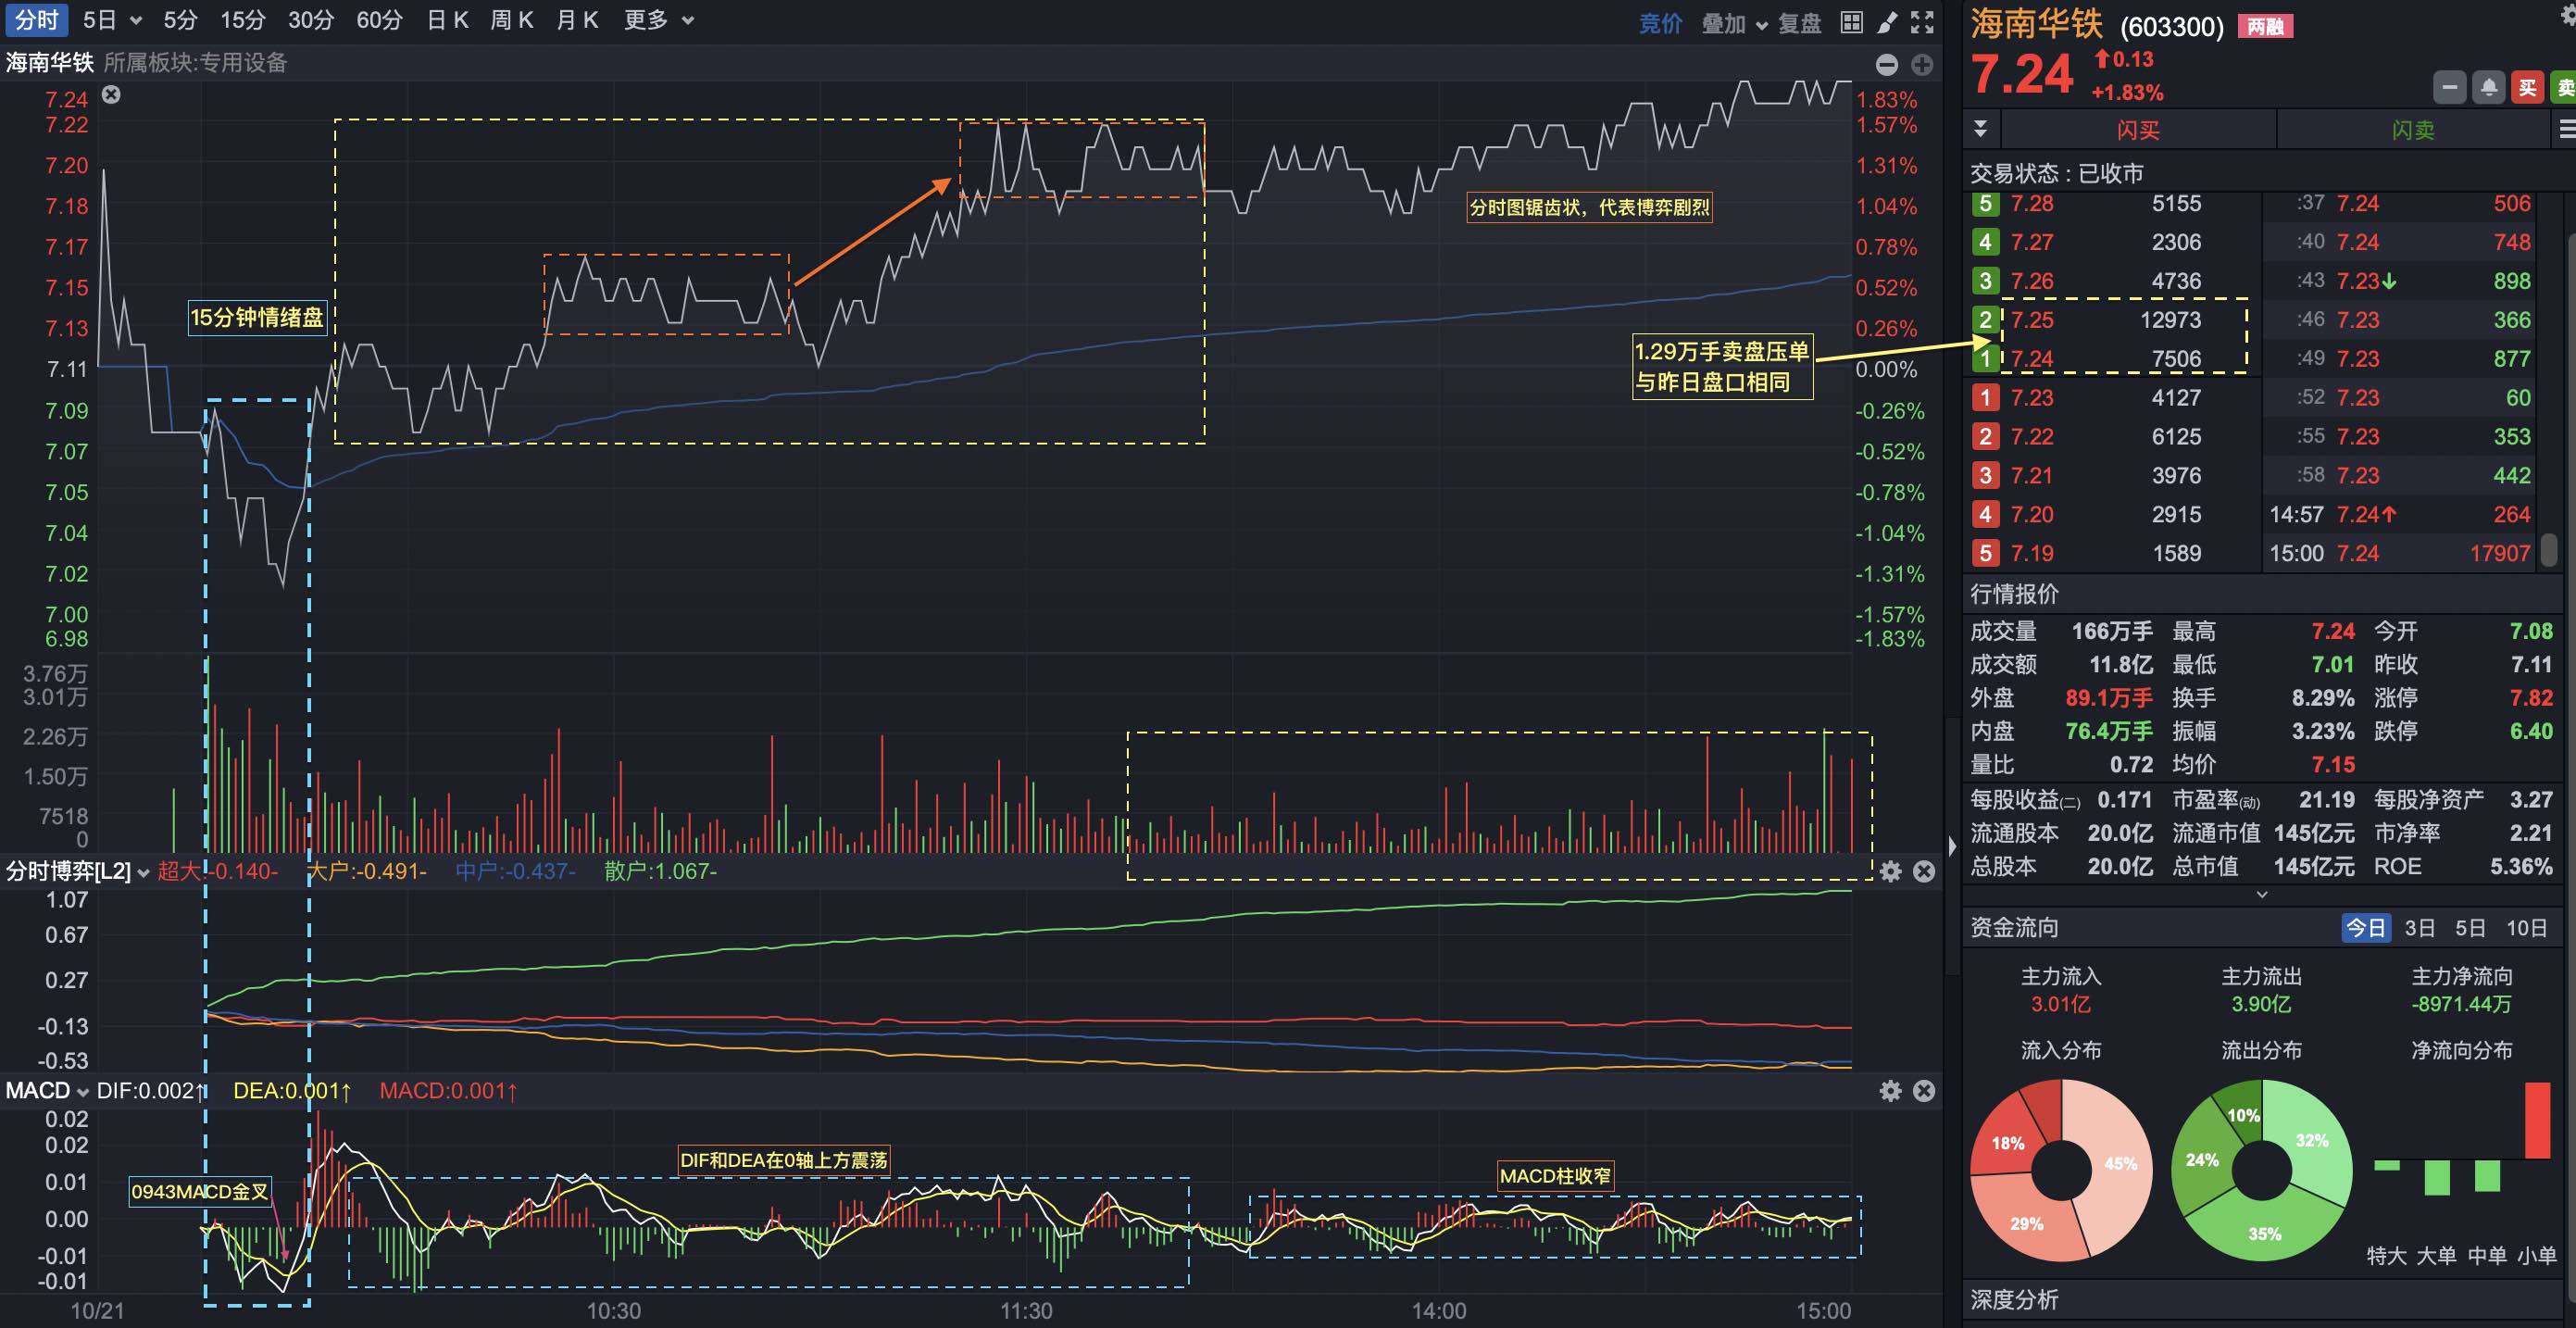 分时 5日 5分 15分 30分 60分 日K 周K 月K 更多 竞价 叠加 复盘
海南华铁 所属板块:专用设备
7.24 1.83%
7.22 1.57%
7.20 1.31%
7.18 1.04%
7.17 0.78%
7.15 0.52%
7.13 0.26%
7.11 0.00%
7.09 -0.26%
7.07 -0.52%
7.05 -0.78%
7.04 -1.04%
7.02 -1.31%
7.00 -1.57%
6.98 -1.83%
15分钟情绪盘
分时图锯齿状，代表博弈剧烈
1.29万手卖盘压单
与昨日盘口相同
3.76万
3.01万
2.26万
1.50万
7518
0
分时博弈[L2] 超大:-0.140- 大户:-0.491- 中户:-0.437- 散户:1.067-
1.07
0.67
0.27
-0.13
-0.53
MACD DIF:0.002↑ DEA:0.001↑ MACD:0.001↑
0.02
0.02
0.01
0.00
-0.01
-0.01
0943MACD金叉
DIF和DEA在0轴上方震荡
MACD柱收窄
10/21 10:30 11:30 14:00 15:00
海南华铁 (603300) 两融
7.24 ↑0.13
+1.83%
买 卖
闪买 闪卖
交易状态：已收市
5 7.28 5155 :37 7.24 506
4 7.27 2306 :40 7.24 748
3 7.26 4736 :43 7.23↓ 898
2 7.25 12973 :46 7.23 366
1 7.24 7506 :49 7.23 877
1 7.23 4127 :52 7.23 60
2 7.22 6125 :55 7.23 353
3 7.21 3976 :58 7.23 442
4 7.20 2915 14:57 7.24↑ 264
5 7.19 1589 15:00 7.24 17907
行情报价
成交量 166万手 最高 7.24 今开 7.08
成交额 11.8亿 最低 7.01 昨收 7.11
外盘 89.1万手 换手 8.29% 涨停 7.82
内盘 76.4万手 振幅 3.23% 跌停 6.40
量比 0.72 均价 7.15
每股收益(二) 0.171 市盈率(动) 21.19 每股净资产 3.27
流通股本 20.0亿 流通市值 145亿元 市净率 2.21
总股本 20.0亿 总市值 145亿元 ROE 5.36%
资金流向 今日 3日 5日 10日
主力流入 主力流出 主力净流向
3.01亿 3.90亿 -8971.44万
流入分布 流出分布 净流向分布
18% 45% 29%
10% 32% 24% 35%
特大 大单 中单 小单
深度分析